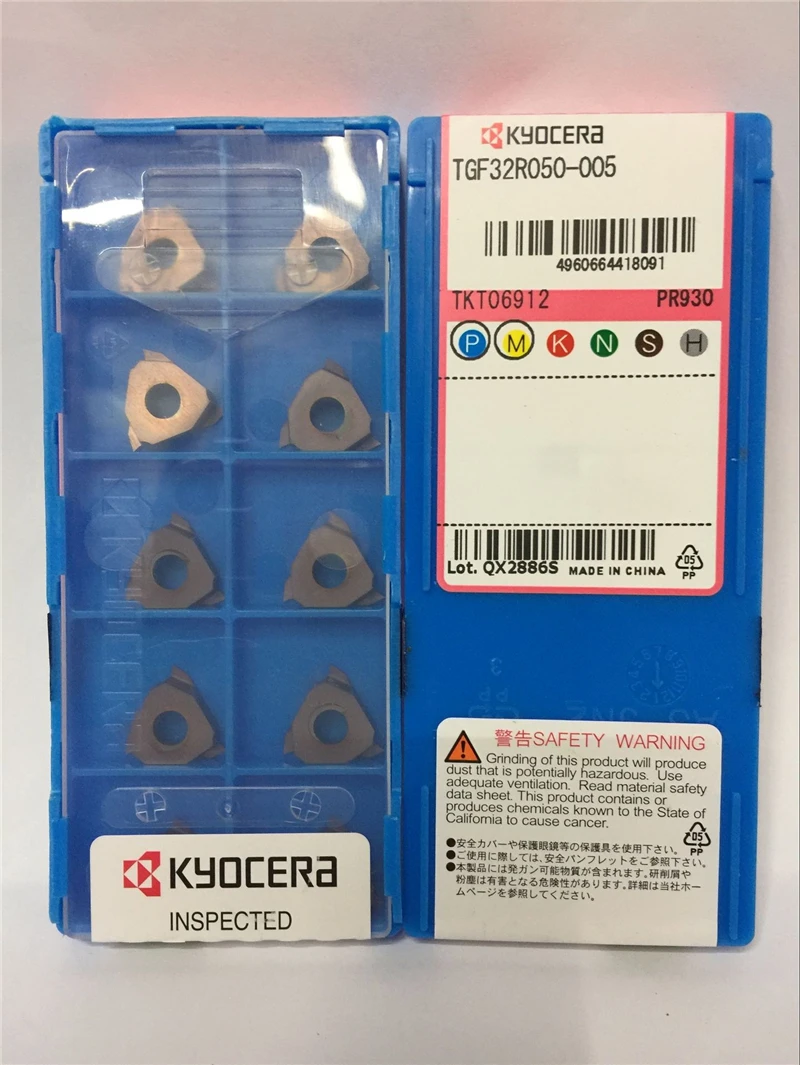 KYOCERA
TGF32R050-005
4960664418091
TKT06912 PR930
P M K N S H
Lot. QX2886S MADE IN CHINA
05
PP
警告SAFETY WARNING
Grinding of this product will produce
dust that is potentially hazardous. Use
adequate ventilation. Read material safety
data sheet. This product contains or
produces chemicals known to the State of
California to cause cancer.
05
PP
●安全カバーや保護眼鏡等の保護具を使用下さい。
●ご使用に際しては、安全パンフレットをご参照下さい。
●本製品には発ガン可能物質が含まれます。研削屑や
粉塵は有害となる危険性があります。詳細は当社ホー
ムページを参照してください。
KYOCERA
INSPECTED